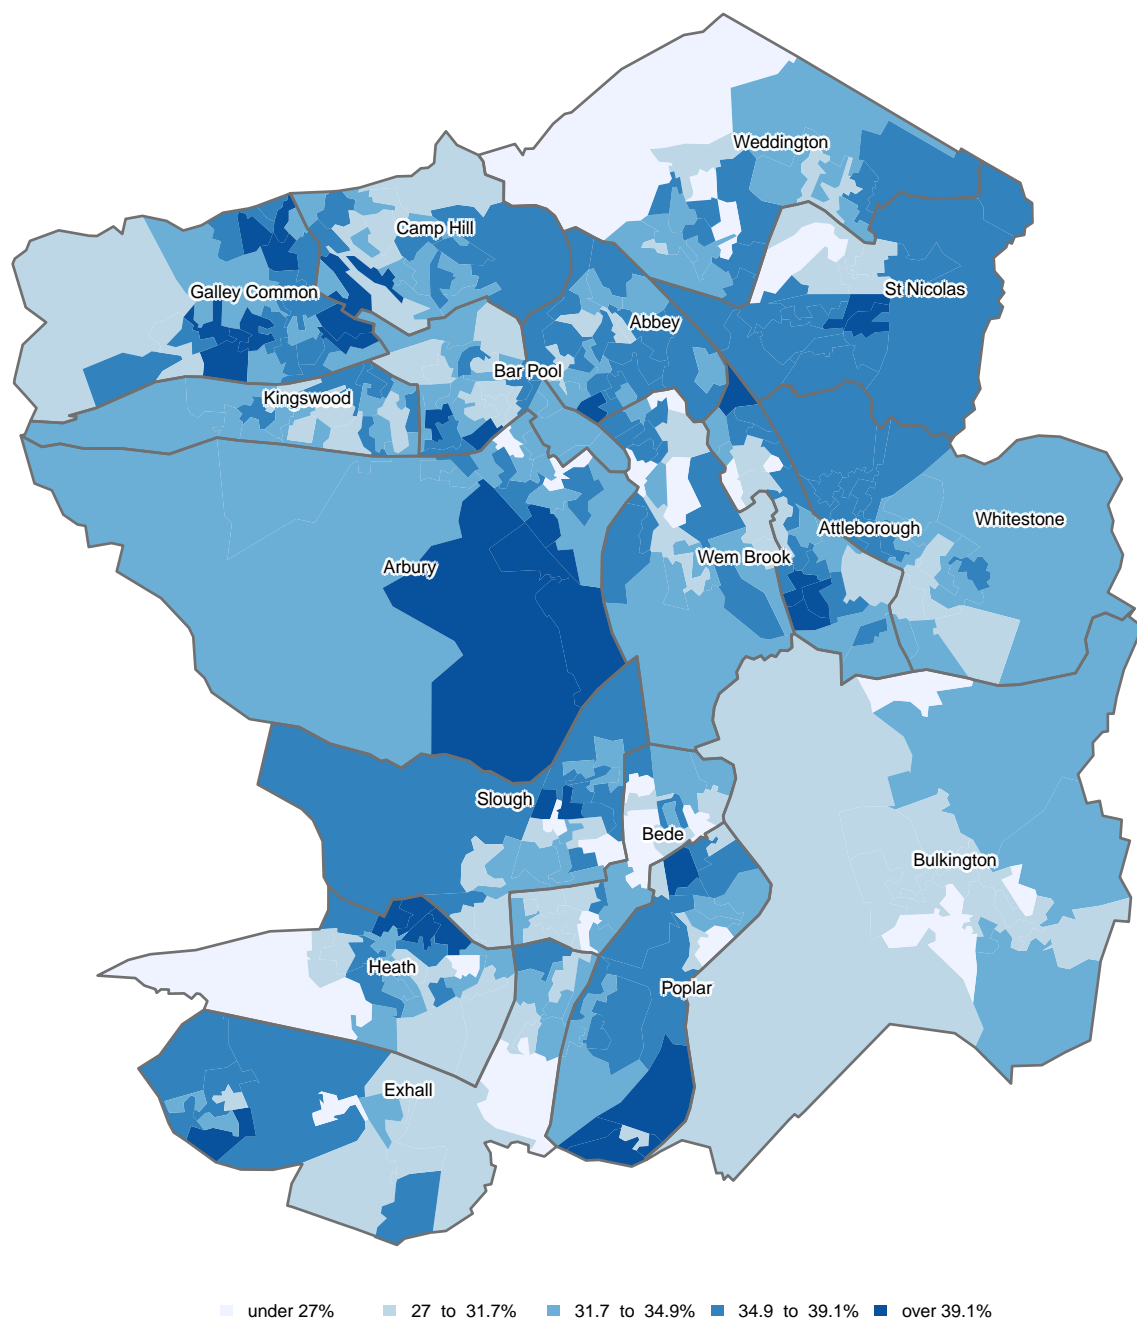 Weddington
Camp Hill
St Nicolas
Galley Common
Abbey
Bar Pool
Kingswood
Whitestone
Attleborough
Wem Brook
Arbury
Slough
Bede
Bulkington
Heath
Poplar
Exhall
under 27% 27 to 31.7% 31.7 to 34.9% 34.9 to 39.1% over 39.1%